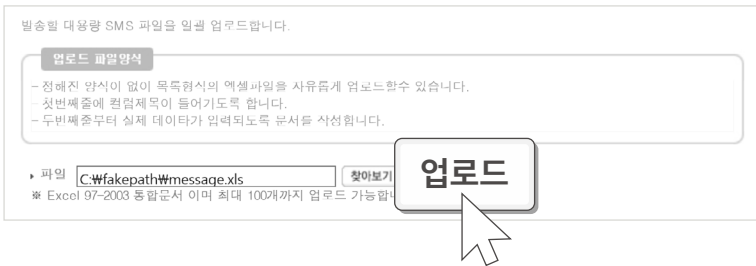 발송할 대용량 SMS 파일을 일괄 업로드합니다.
업로드 파일양식
- 정해진 양식이 없이 목록형식의 엑셀파일을 자유롭게 업로드할수 있습니다.
- 첫번째줄에 컬럼제목이 들어가도록 합니다.
- 두번째줄부터 실제 데이타가 입력되도록 문서를 작성합니다.
▸ 파일 C:₩fakepath₩message.xls 찾아보기 업로드
※ Excel 97-2003 통합문서 이며 최대 100개까지 업로드 가능합니